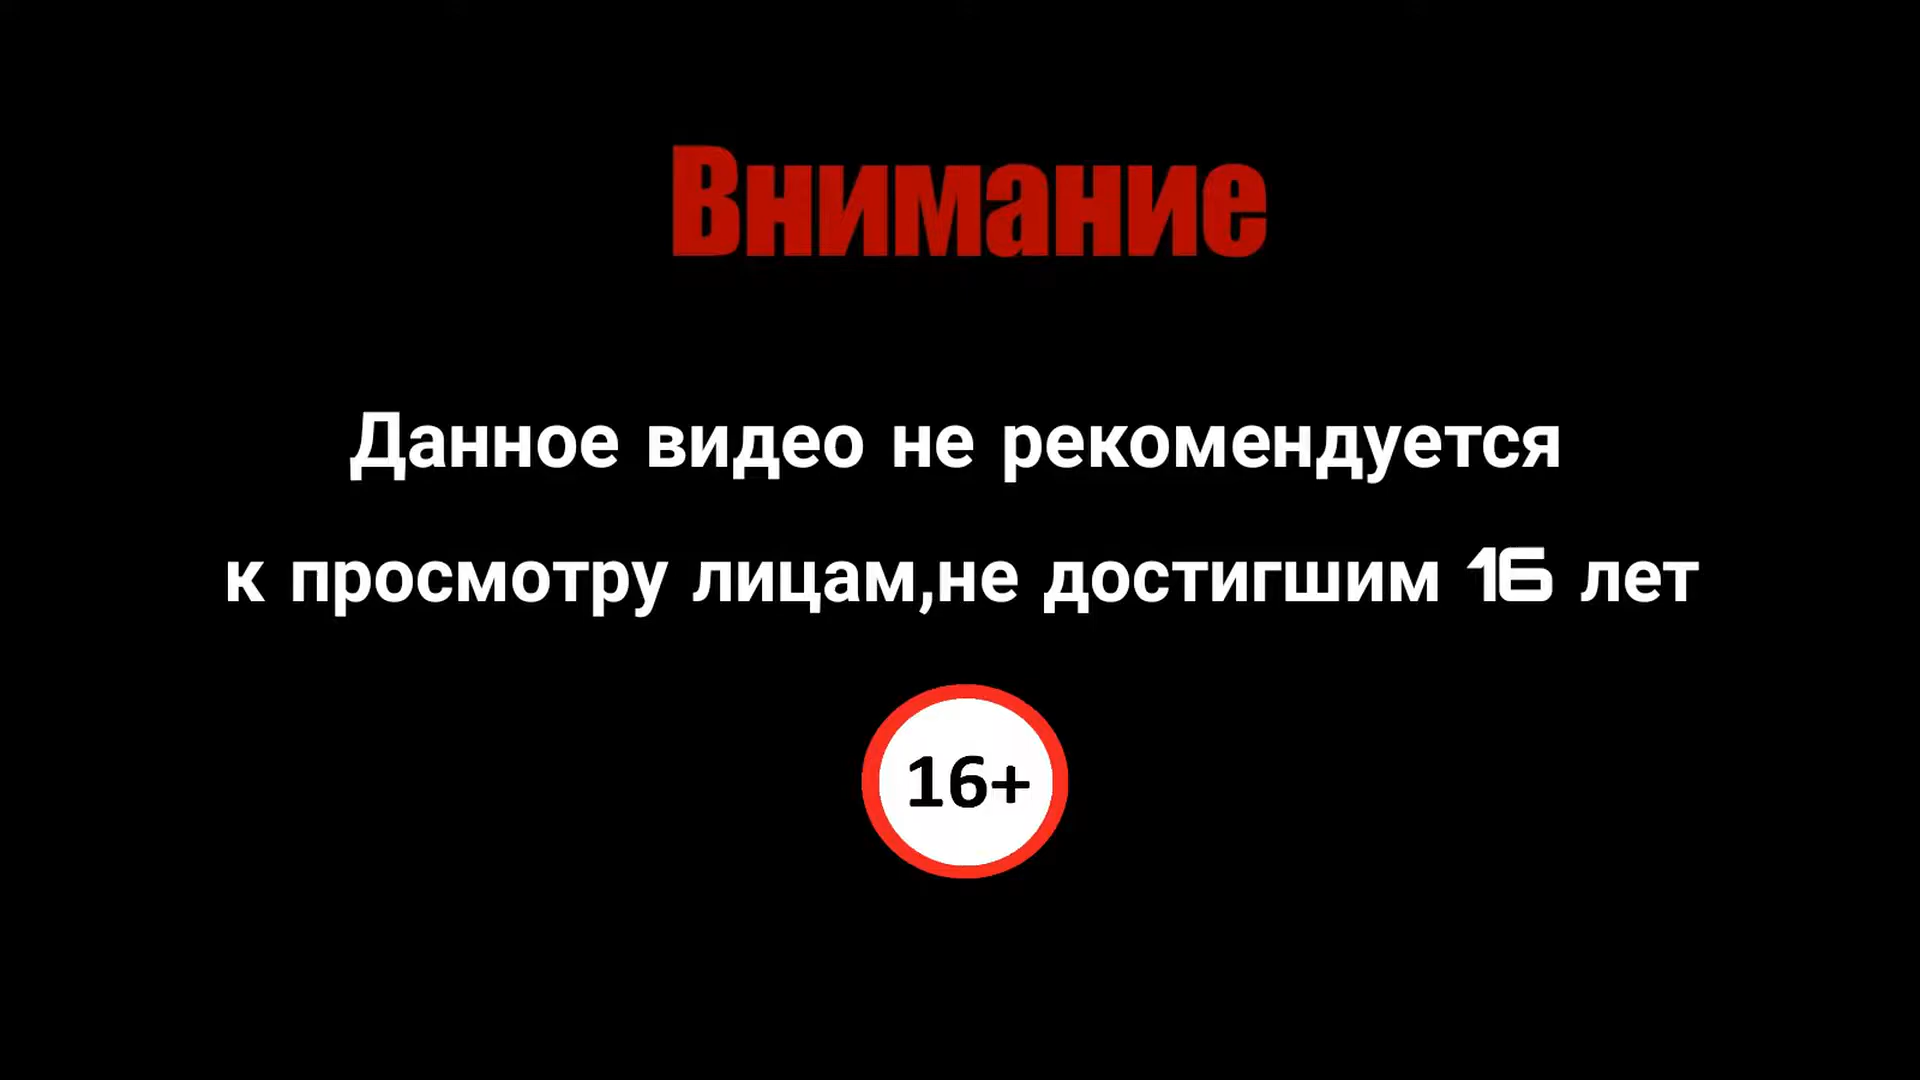 Внимание
Данное видео не рекомендуется
к просмотру лицам,не достигшим 16 лет
16+